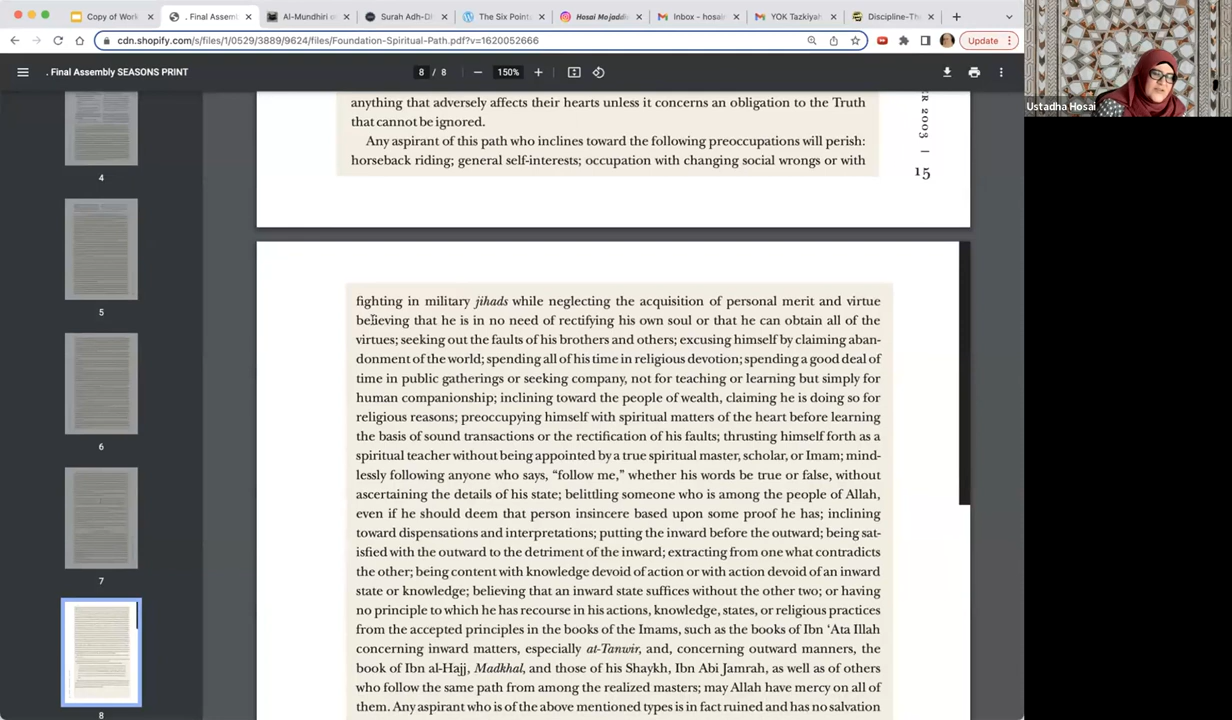 Copy of Work
. Final Assem
Al-Mundhiri
Surah Adh-Dh
The Six Points
Hosai Mojaddi
Inbox – hosai
YOK Tazkiyah
Discipline-The
cdn.shopify.com/s/files/1/0529/3889/9624/files/Foundation-Spiritual-Path.pdf?v=1620052666
Update
. Final Assembly SEASONS PRINT
8 / 8
150%
Ustadha Hosai
4
5
6
7
8
anything that adversely affects their hearts unless it concerns an obligation to the Truth
that cannot be ignored.
Any aspirant of this path who inclines toward the following preoccupations will perish:
horseback riding; general self-interests; occupation with changing social wrongs or with
ER 2003 |
15
fighting in military jihads while neglecting the acquisition of personal merit and virtue
believing that he is in no need of rectifying his own soul or that he can obtain all of the
virtues; seeking out the faults of his brothers and others; excusing himself by claiming aban-
donment of the world; spending all of his time in religious devotion; spending a good deal of
time in public gatherings or seeking company, not for teaching or learning but simply for
human companionship; inclining toward the people of wealth, claiming he is doing so for
religious reasons; preoccupying himself with spiritual matters of the heart before learning
the basis of sound transactions or the rectification of his faults; thrusting himself forth as a
spiritual teacher without being appointed by a true spiritual master, scholar, or Imam; mind-
lessly following anyone who says, “follow me,” whether his words be true or false, without
ascertaining the details of his state; belittling someone who is among the people of Allah,
even if he should deem that person insincere based upon some proof he has; inclining
toward dispensations and interpretations; putting the inward before the outward; being sat-
isfied with the outward to the detriment of the inward; extracting from one what contradicts
the other; being content with knowledge devoid of action or with action devoid of an inward
state or knowledge; believing that an inward state suffices without the other two; or having
no principle to which he has recourse in his actions, knowledge, states, or religious practices
from the accepted principles in the books of the Imams, such as the books of Ibn ‘Ata Illah
concerning inward matters, especially at-Tanwir, and, concerning outward manners, the
book of Ibn al-Hajj, Madkhal, and those of his Shaykh, Ibn Abi Jamrah, as well as of others
who follow the same path from among the realized masters; may Allah have mercy on all of
them. Any aspirant who is of the above mentioned types is in fact ruined and has no salvation